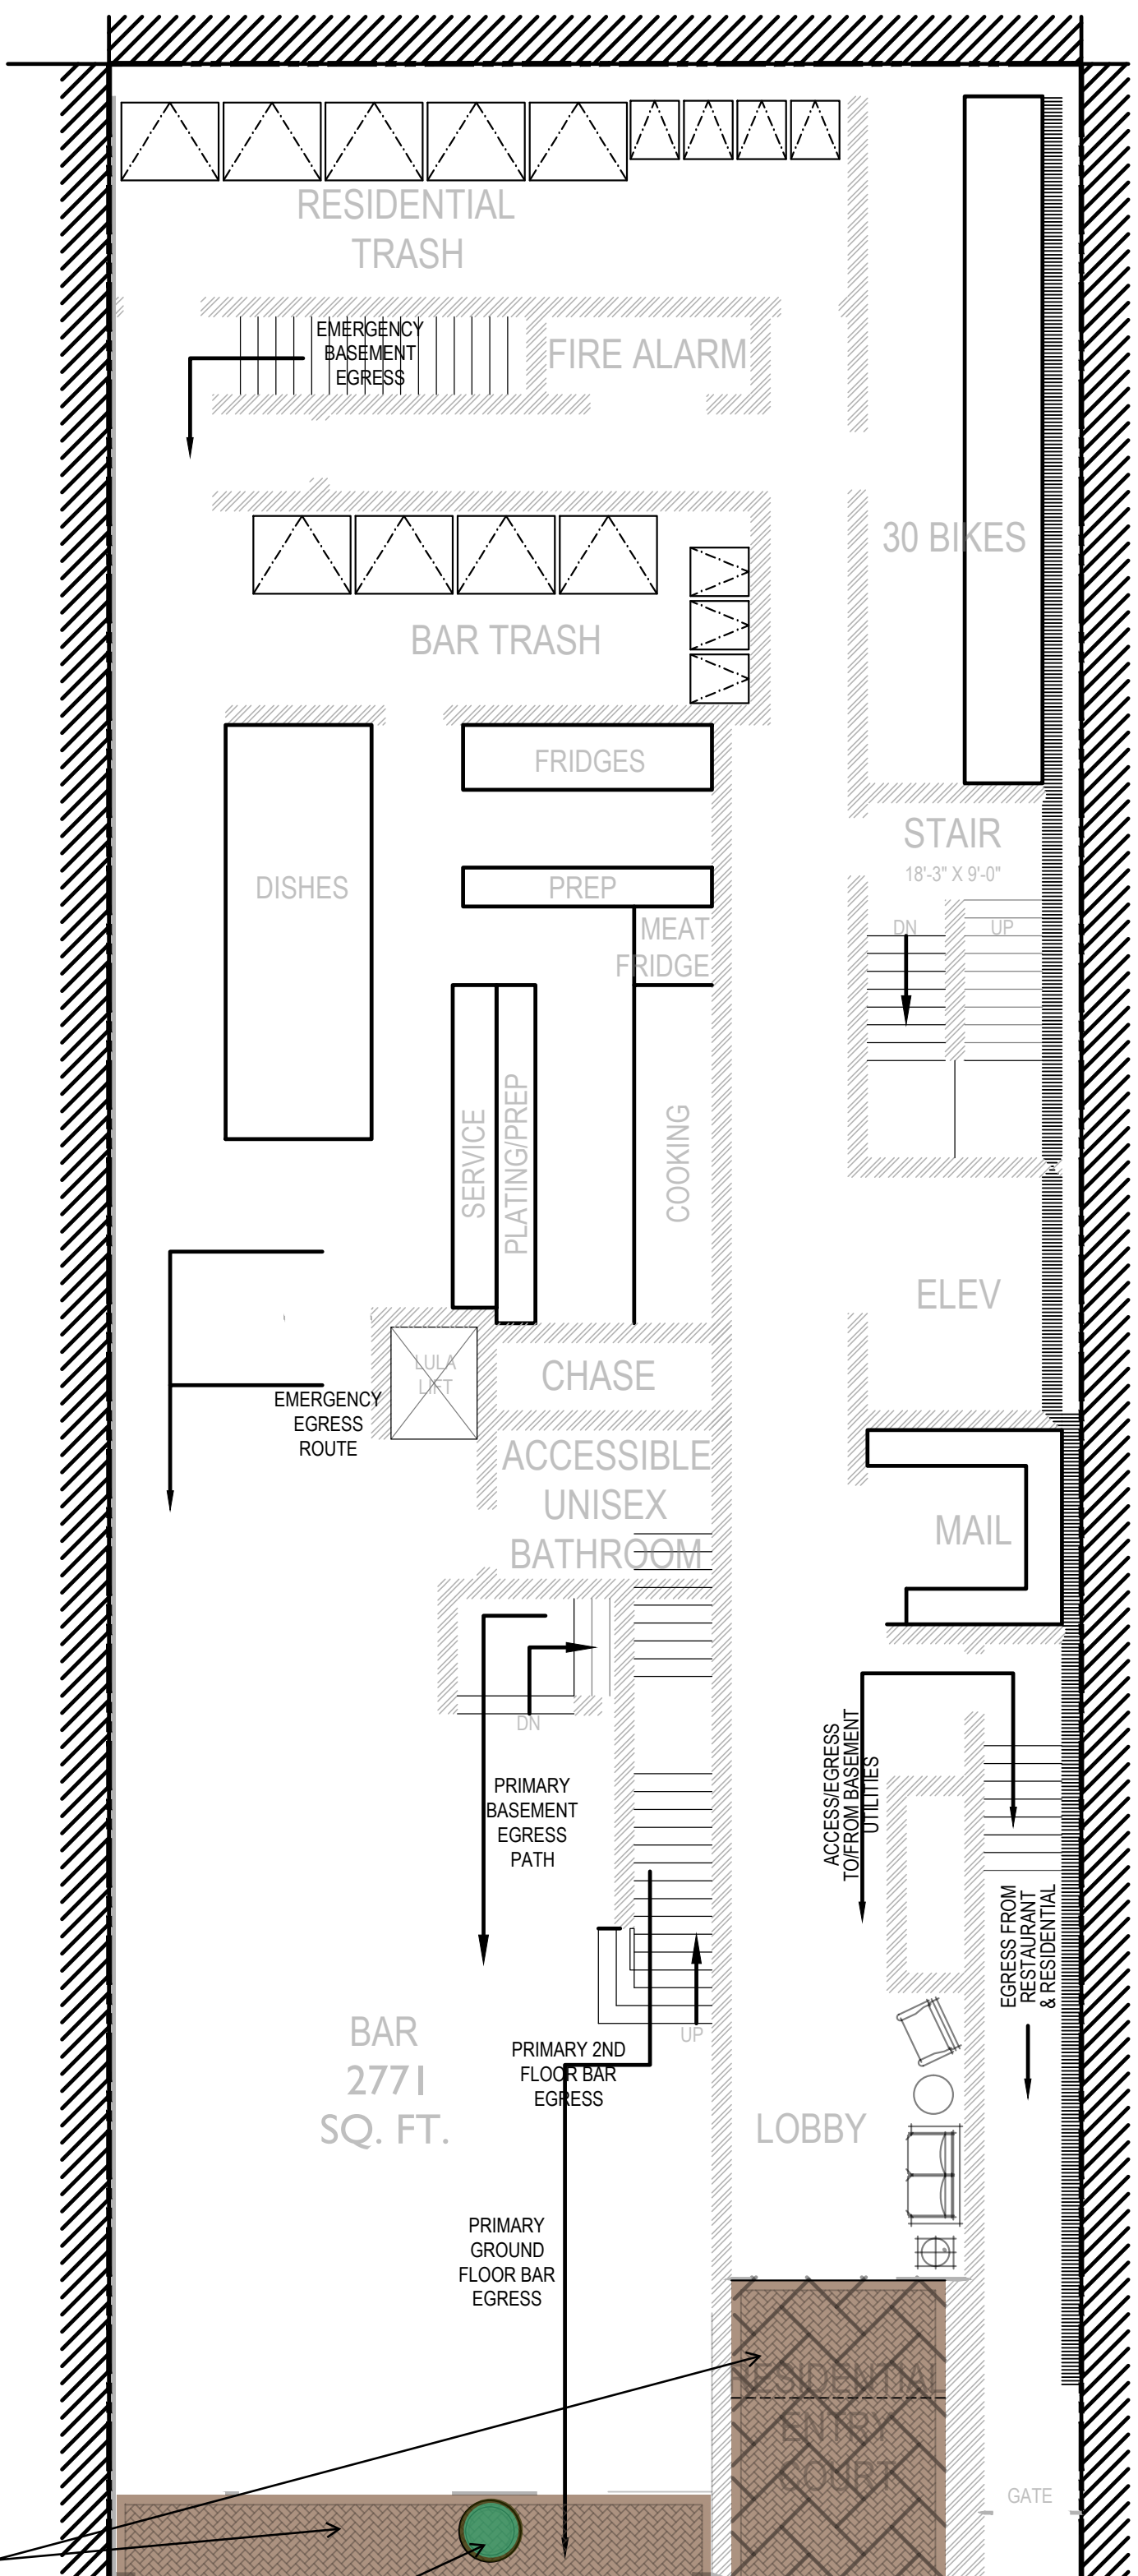 RESIDENTIAL
TRASH
EMERGENCY
BASEMENT
EGRESS
FIRE ALARM
30 BIKES
BAR TRASH
FRIDGES
STAIR
18'-3" X 9'-0"
DISHES
PREP
MEAT
FRIDGE
DN
UP
SERVICE
PLATING/PREP
COOKING
ELEV
LULA
LIFT
CHASE
EMERGENCY
EGRESS
ROUTE
ACCESSIBLE
UNISEX
BATHROOM
MAIL
DN
PRIMARY
BASEMENT
EGRESS
PATH
ACCESS/EGRESS
TO/FROM BASEMENT
UTILITIES
EGRESS FROM
RESTAURANT
& RESIDENTIAL
BAR
2771
SQ. FT.
UP
PRIMARY 2ND
FLOOR BAR
EGRESS
LOBBY
PRIMARY
GROUND
FLOOR BAR
EGRESS
RESIDENTIAL
ENTRY
COURT
GATE